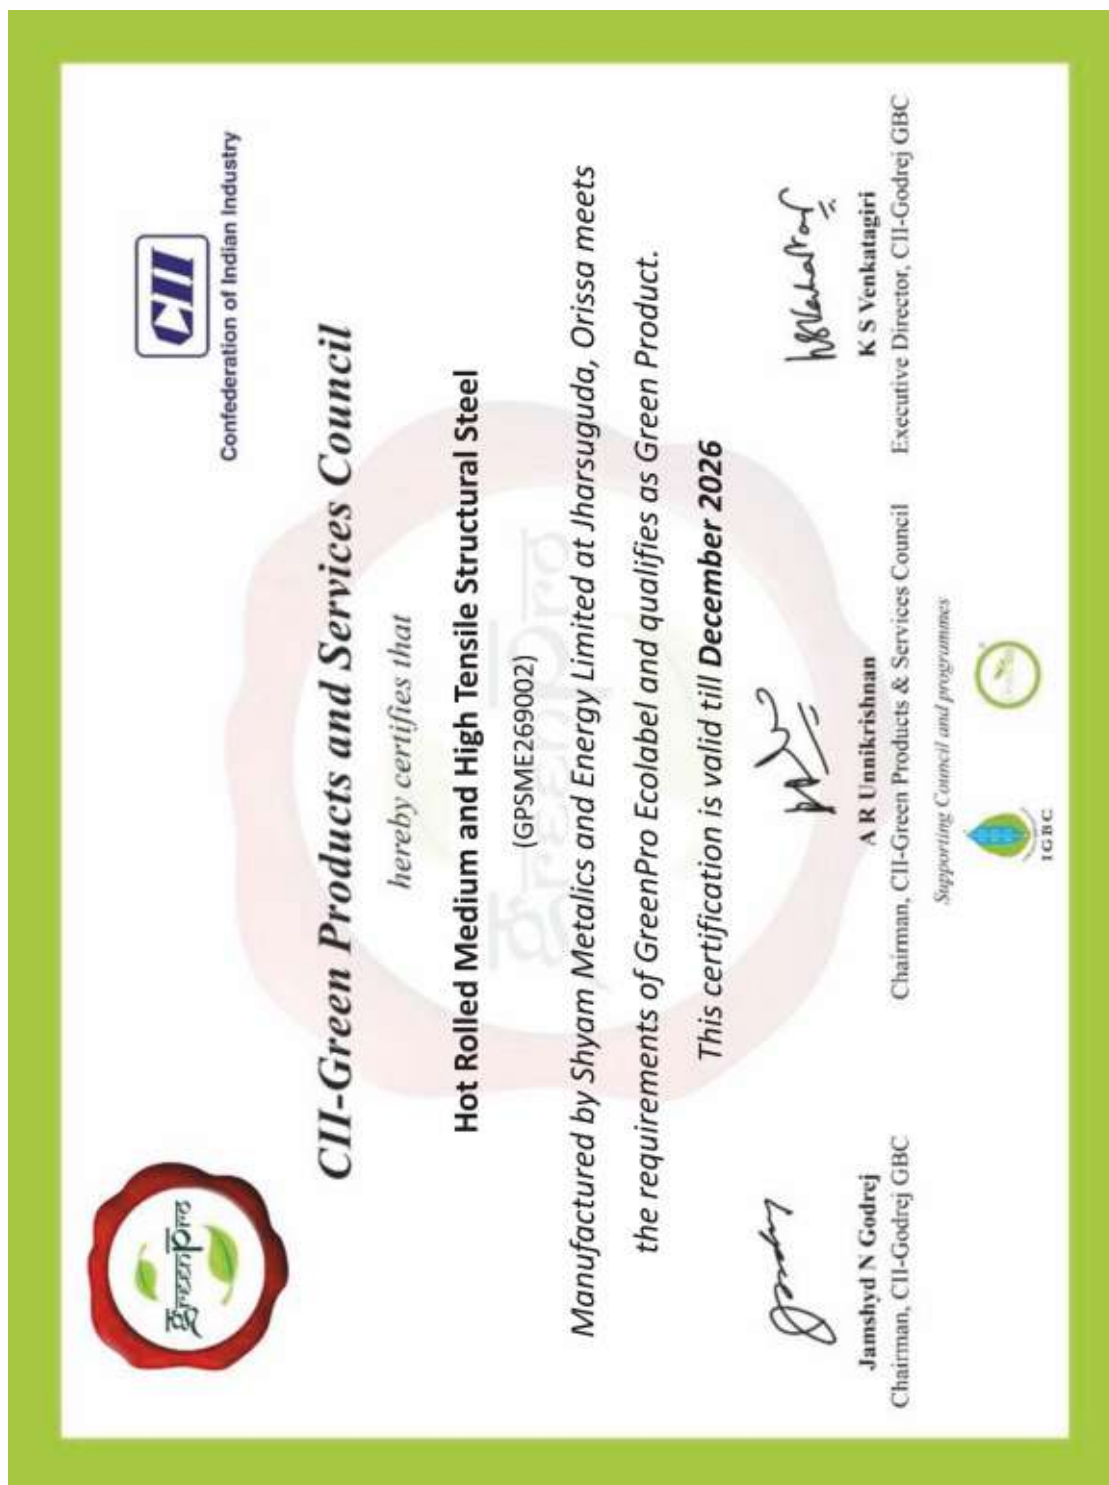 greenpro
CII
Confederation of Indian Industry
CII-Green Products and Services Council
hereby certifies that
Hot Rolled Medium and High Tensile Structural Steel
(GPSME269002)
Manufactured by Shyam Metalics and Energy Limited at Jharsuguda, Orissa meets
the requirements of GreenPro Ecolabel and qualifies as Green Product.
This certification is valid till December 2026
Jamshyd N Godrej
Chairman, CII-Godrej GBC
A R Unnikrishnan
Chairman, CII-Green Products & Services Council
K S Venkatagiri
Executive Director, CII-Godrej GBC
Supporting Council and programmes
IGBC